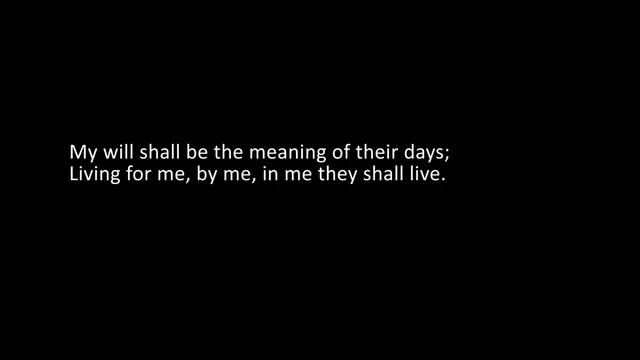 My will shall be the meaning of their days;
Living for me, by me, in me they shall live.